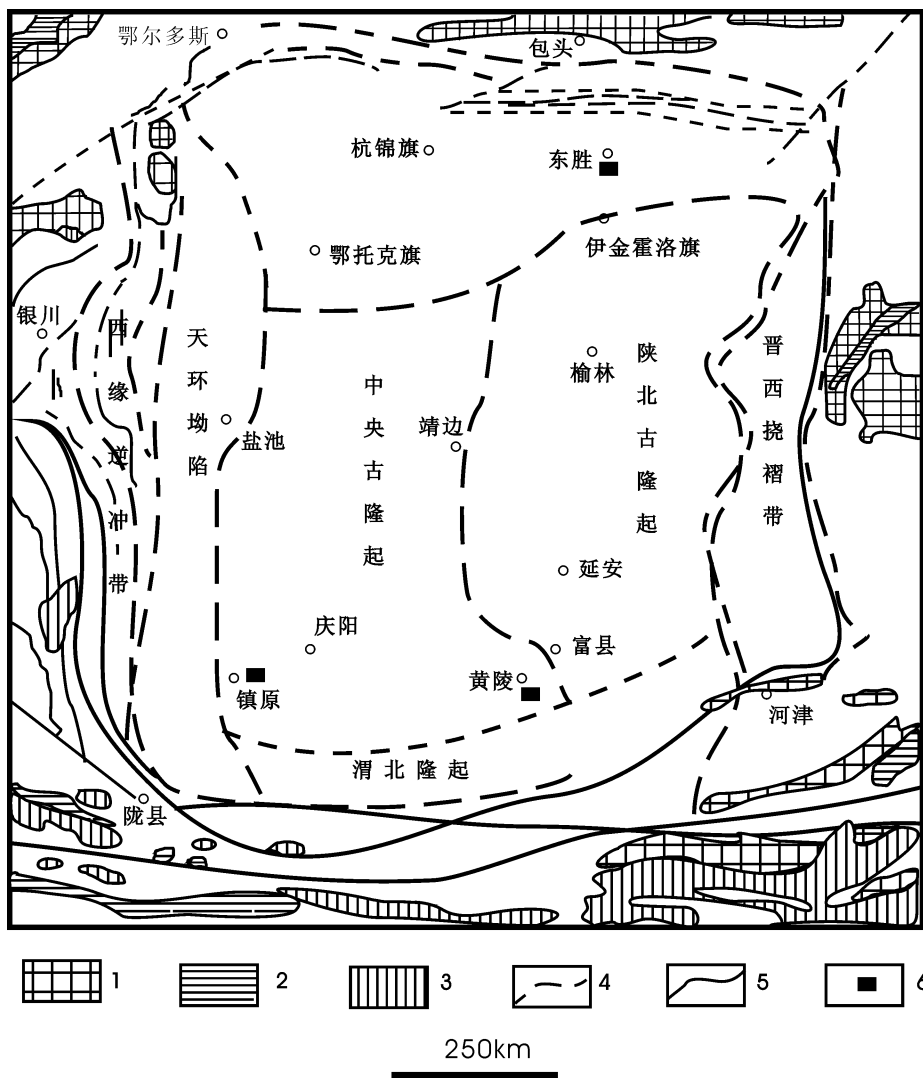 鄂尔多斯
包头
杭锦旗
东胜
鄂托克旗
伊金霍洛旗
银川
西缘逆冲带
天环坳陷
中央古隆起
陕北古隆起
晋西挠褶带
榆林
盐池
靖边
延安
庆阳
富县
镇原
黄陵
河津
渭北隆起
陇县
1
2
3
4
5
6
250km